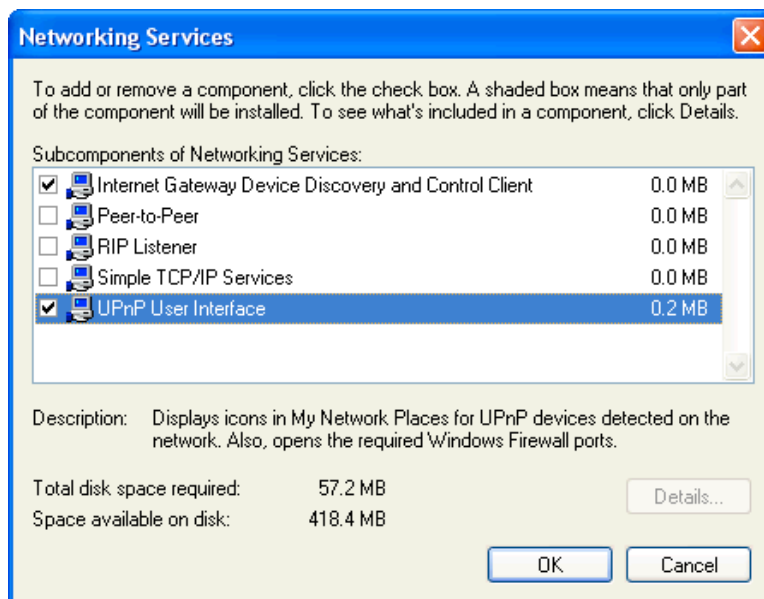 Networking Services
To add or remove a component, click the check box. A shaded box means that only part
of the component will be installed. To see what's included in a component, click Details.
Subcomponents of Networking Services:
Internet Gateway Device Discovery and Control Client 0.0 MB
Peer-to-Peer 0.0 MB
RIP Listener 0.0 MB
Simple TCP/IP Services 0.0 MB
UPnP User Interface 0.2 MB
Description: Displays icons in My Network Places for UPnP devices detected on the
network. Also, opens the required Windows Firewall ports.
Total disk space required: 57.2 MB
Space available on disk: 418.4 MB
Details...
OK Cancel